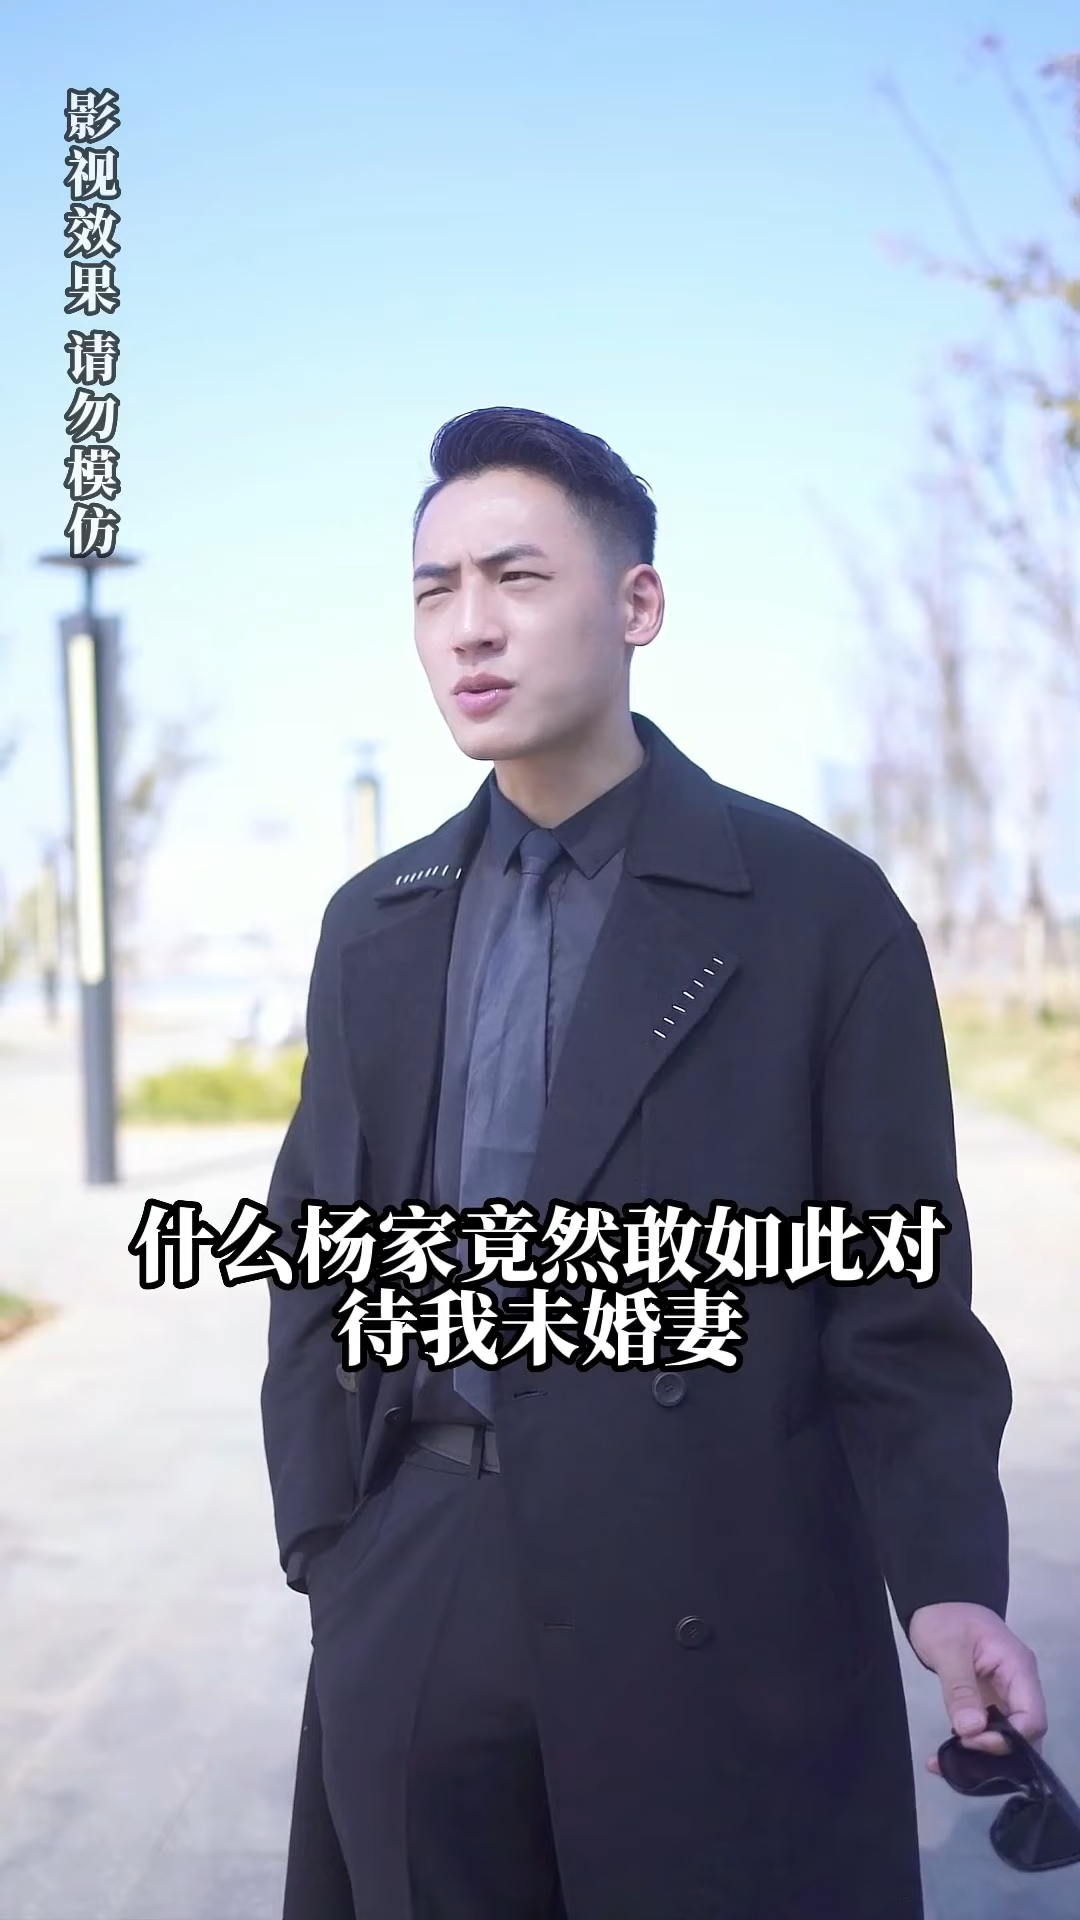 影视效果 请勿模仿
什么杨家竟然敢如此对
待我未婚妻